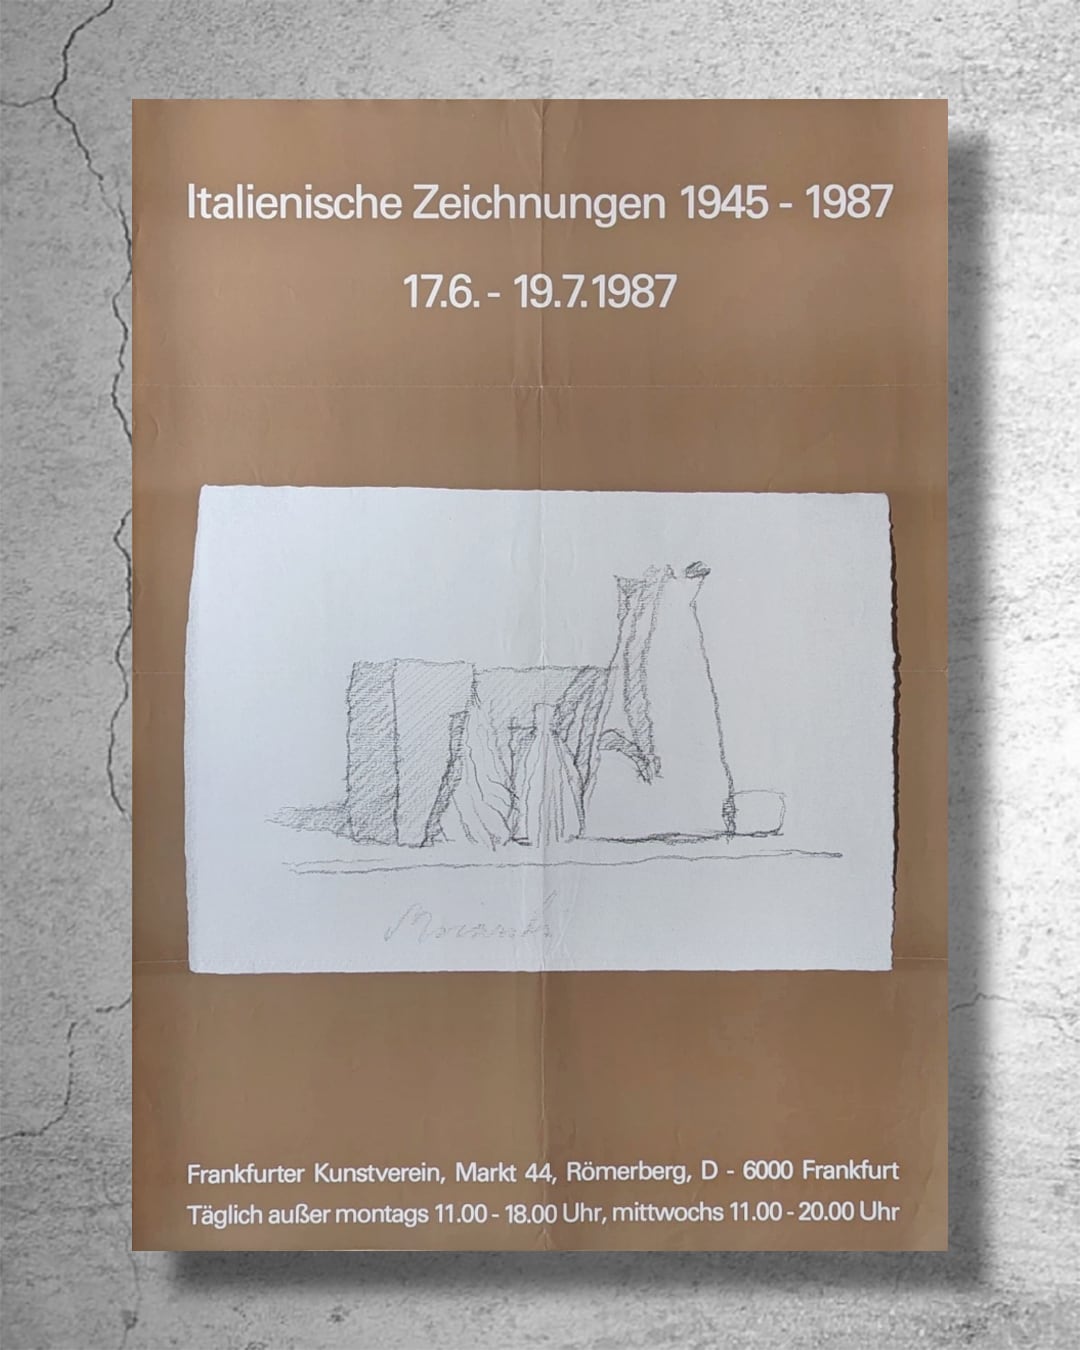 Italienische Zeichnungen 1945 - 1987
17.6. - 19.7.1987
Morandi
Frankfurter Kunstverein, Markt 44, Römerberg, D - 6000 Frankfurt
Täglich außer montags 11.00 - 18.00 Uhr, mittwochs 11.00 - 20.00 Uhr